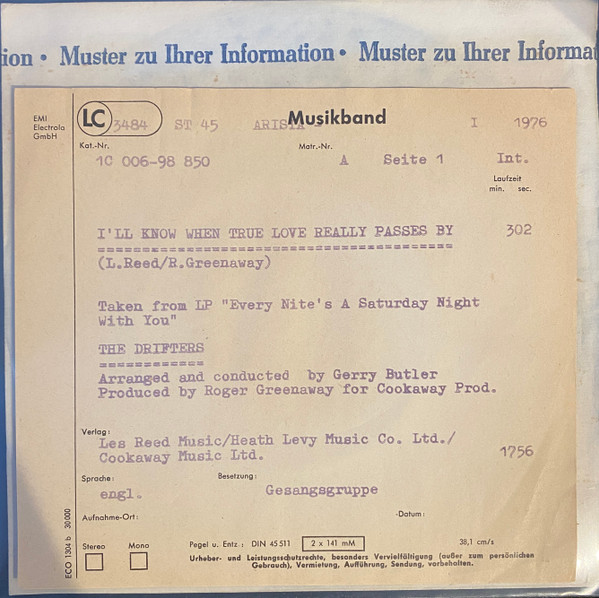 ion • Muster zu Ihrer Information • Muster zu Ihrer Informat
EMI
Electrola
GmbH
LC 3484 ST 45 ARISTA - Musikband I 1976
Kat.-Nr. Matr.-Nr.
1C 006-98 850 A Seite 1 Int.
Laufzeit
min. sec.
I'LL KNOW WHEN TRUE LOVE REALLY PASSES BY 302
=========================================
(L.Reed/R.Greenaway)
Taken from LP "Every Nite's A Saturday Night
With You"
THE DRIFTERS
============
Arranged and conducted by Gerry Butler
Produced by Roger Greenaway for Cookaway Prod.
Verlag:
Les Reed Music/Heath Levy Music Co. Ltd./
Cookaway Music Ltd. 1756
Sprache: Besetzung:
engl. Gesangsgruppe
Aufnahme-Ort: -Datum:
ECO 1304 b 30 000
Stereo Mono Pegel u. Entz.: DIN 45 511 2 x 141 mM 38,1 cm/s
Urheber- und Leistungsschutzrechte, besonders Vervielfältigung (außer zum persönlichen
Gebrauch), Vermietung, Aufführung, Sendung, vorbehalten.